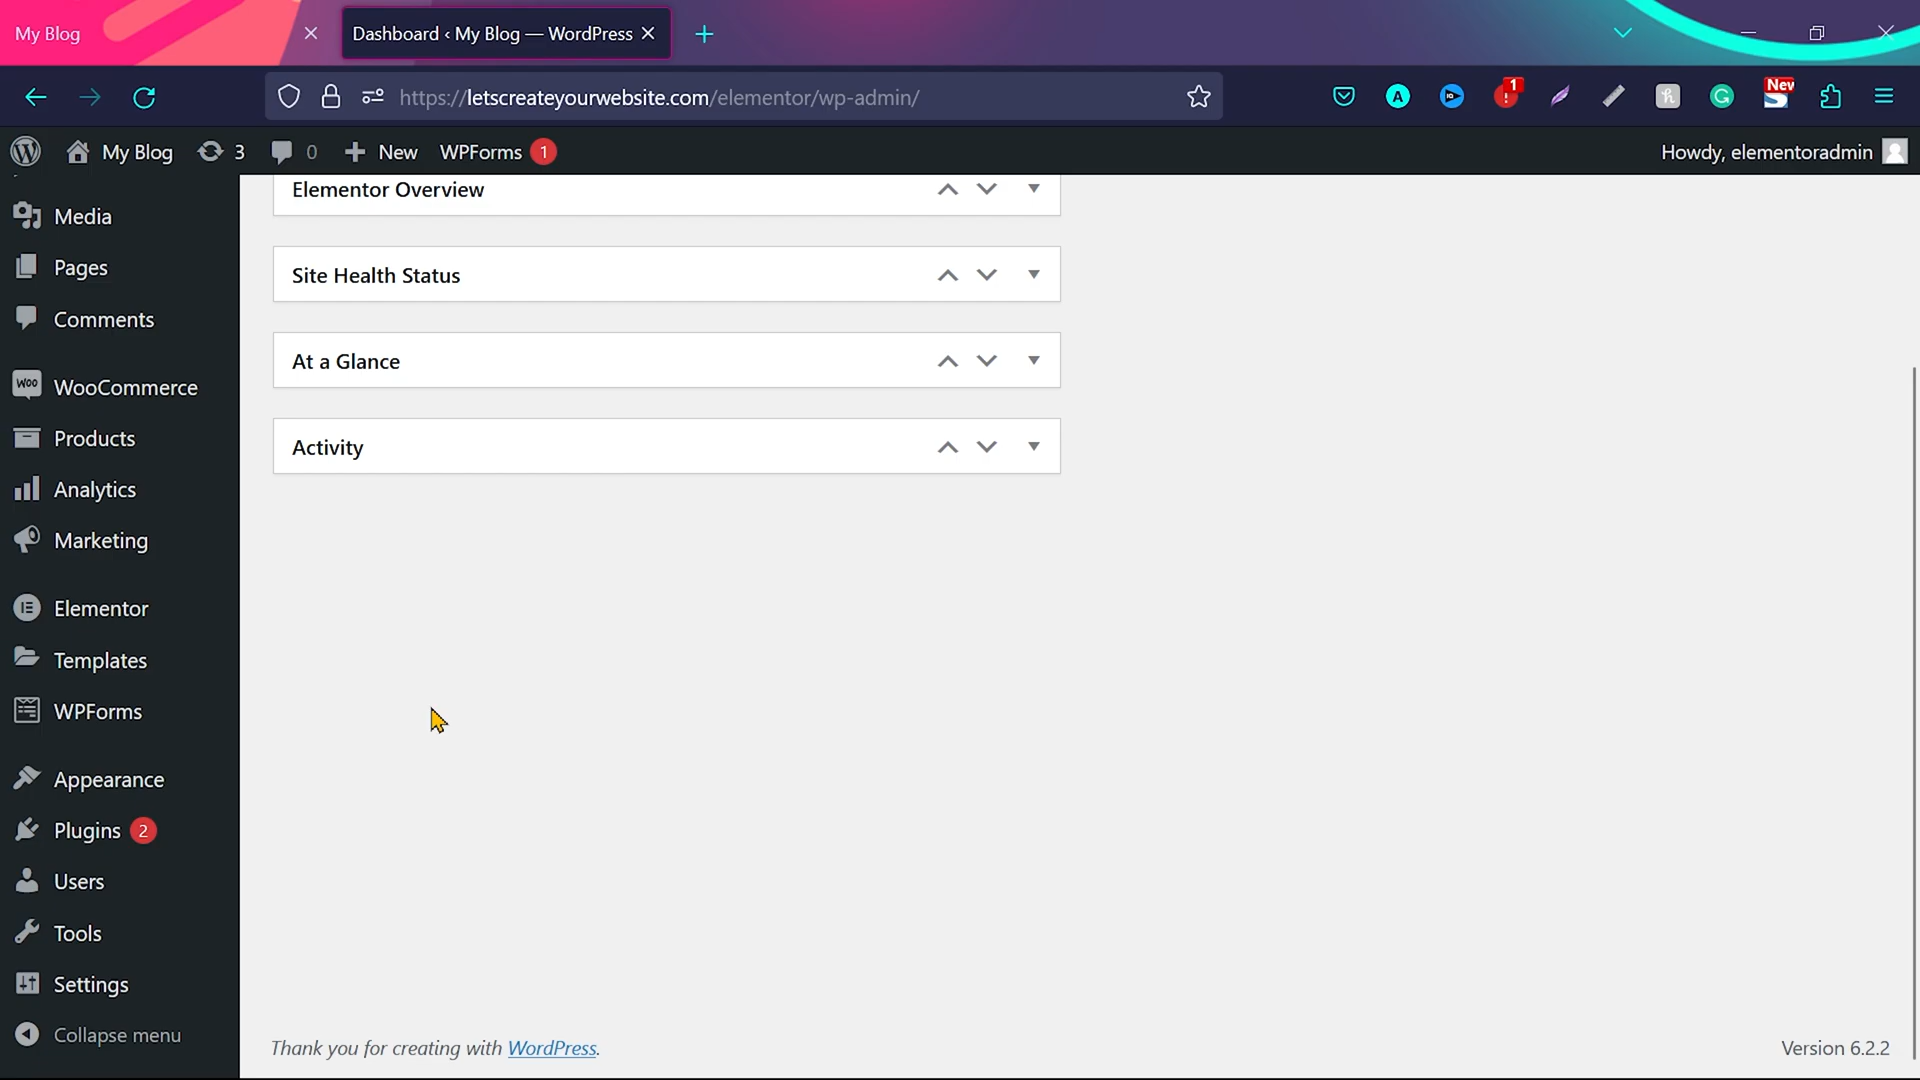 My Blog
Dashboard ‹ My Blog — WordPress
https://letscreateyourwebsite.com/elementor/wp-admin/
1
New
My Blog
3
0
New
WPForms 1
Howdy, elementoradmin
Media
Pages
Comments
WooCommerce
Products
Analytics
Marketing
Elementor
Templates
WPForms
Appearance
Plugins 2
Users
Tools
Settings
Collapse menu
Elementor Overview
Site Health Status
At a Glance
Activity
Thank you for creating with WordPress.
Version 6.2.2